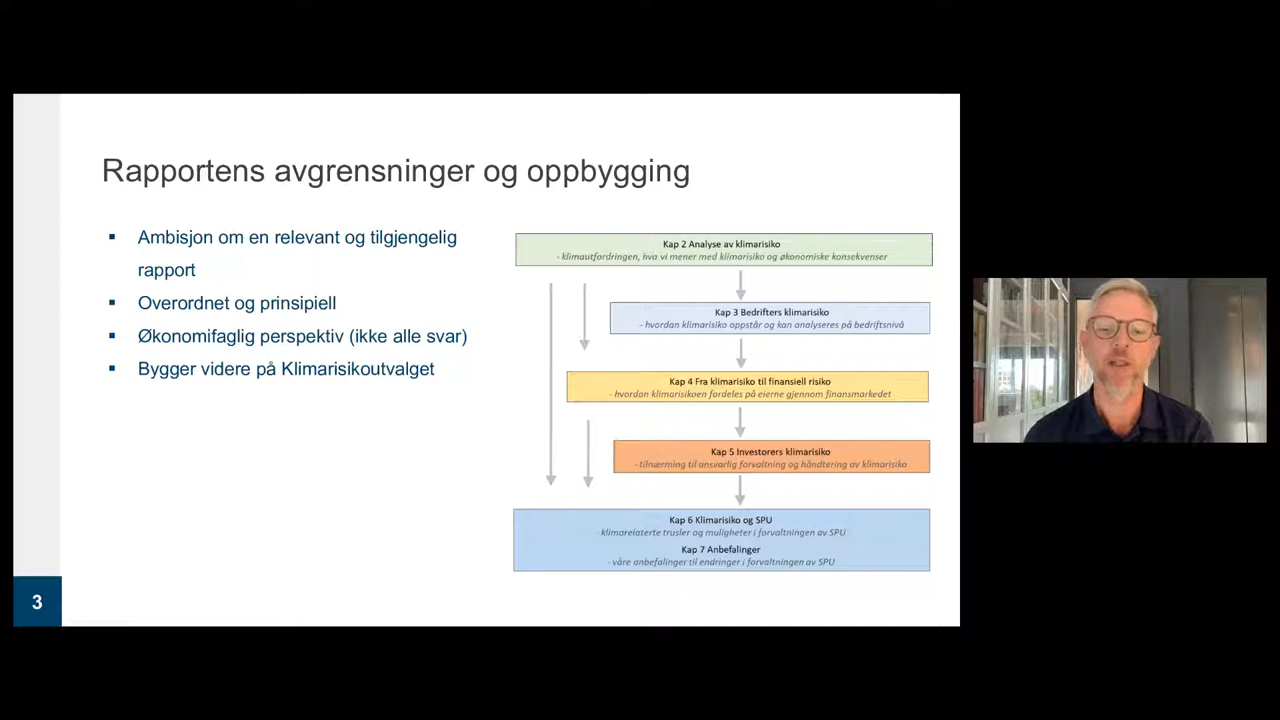 Rapportens avgrensninger og oppbygging
▪ Ambisjon om en relevant og tilgjengelig
rapport
▪ Overordnet og prinsipiell
▪ Økonomifaglig perspektiv (ikke alle svar)
▪ Bygger videre på Klimarisikoutvalget
Kap 2 Analyse av klimarisiko
- klimautfordringen, hva vi mener med klimarisiko og økonomiske konsekvenser
Kap 3 Bedrifters klimarisiko
- hvordan klimarisiko oppstår og kan analyseres på bedriftsnivå
Kap 4 Fra klimarisiko til finansiell risiko
- hvordan klimarisikoen fordeles på eierne gjennom finansmarkedet
Kap 5 Investorers klimarisiko
- tilnærming til ansvarlig forvaltning og håndtering av klimarisiko
Kap 6 Klimarisiko og SPU
- klimarelaterte trusler og muligheter i forvaltningen av SPU
Kap 7 Anbefalinger
- våre anbefalinger til endringer i forvaltningen av SPU
3